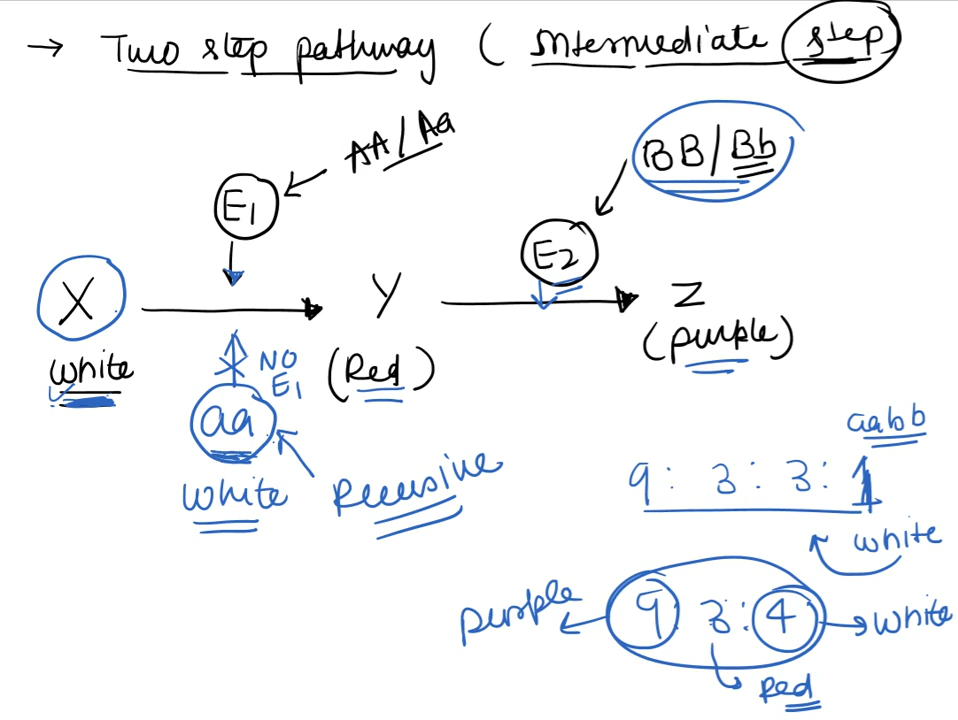 → Two step pathway ( Intermediate step )
AA/Aa
BB/Bb
E1
E2
X
Y
Z
white
(Red)
(purple)
NO
E1
aa
white
Recessive
aabb
9 : 3 : 3 : 1
white
purple
9 : 3 : 4
white
Red